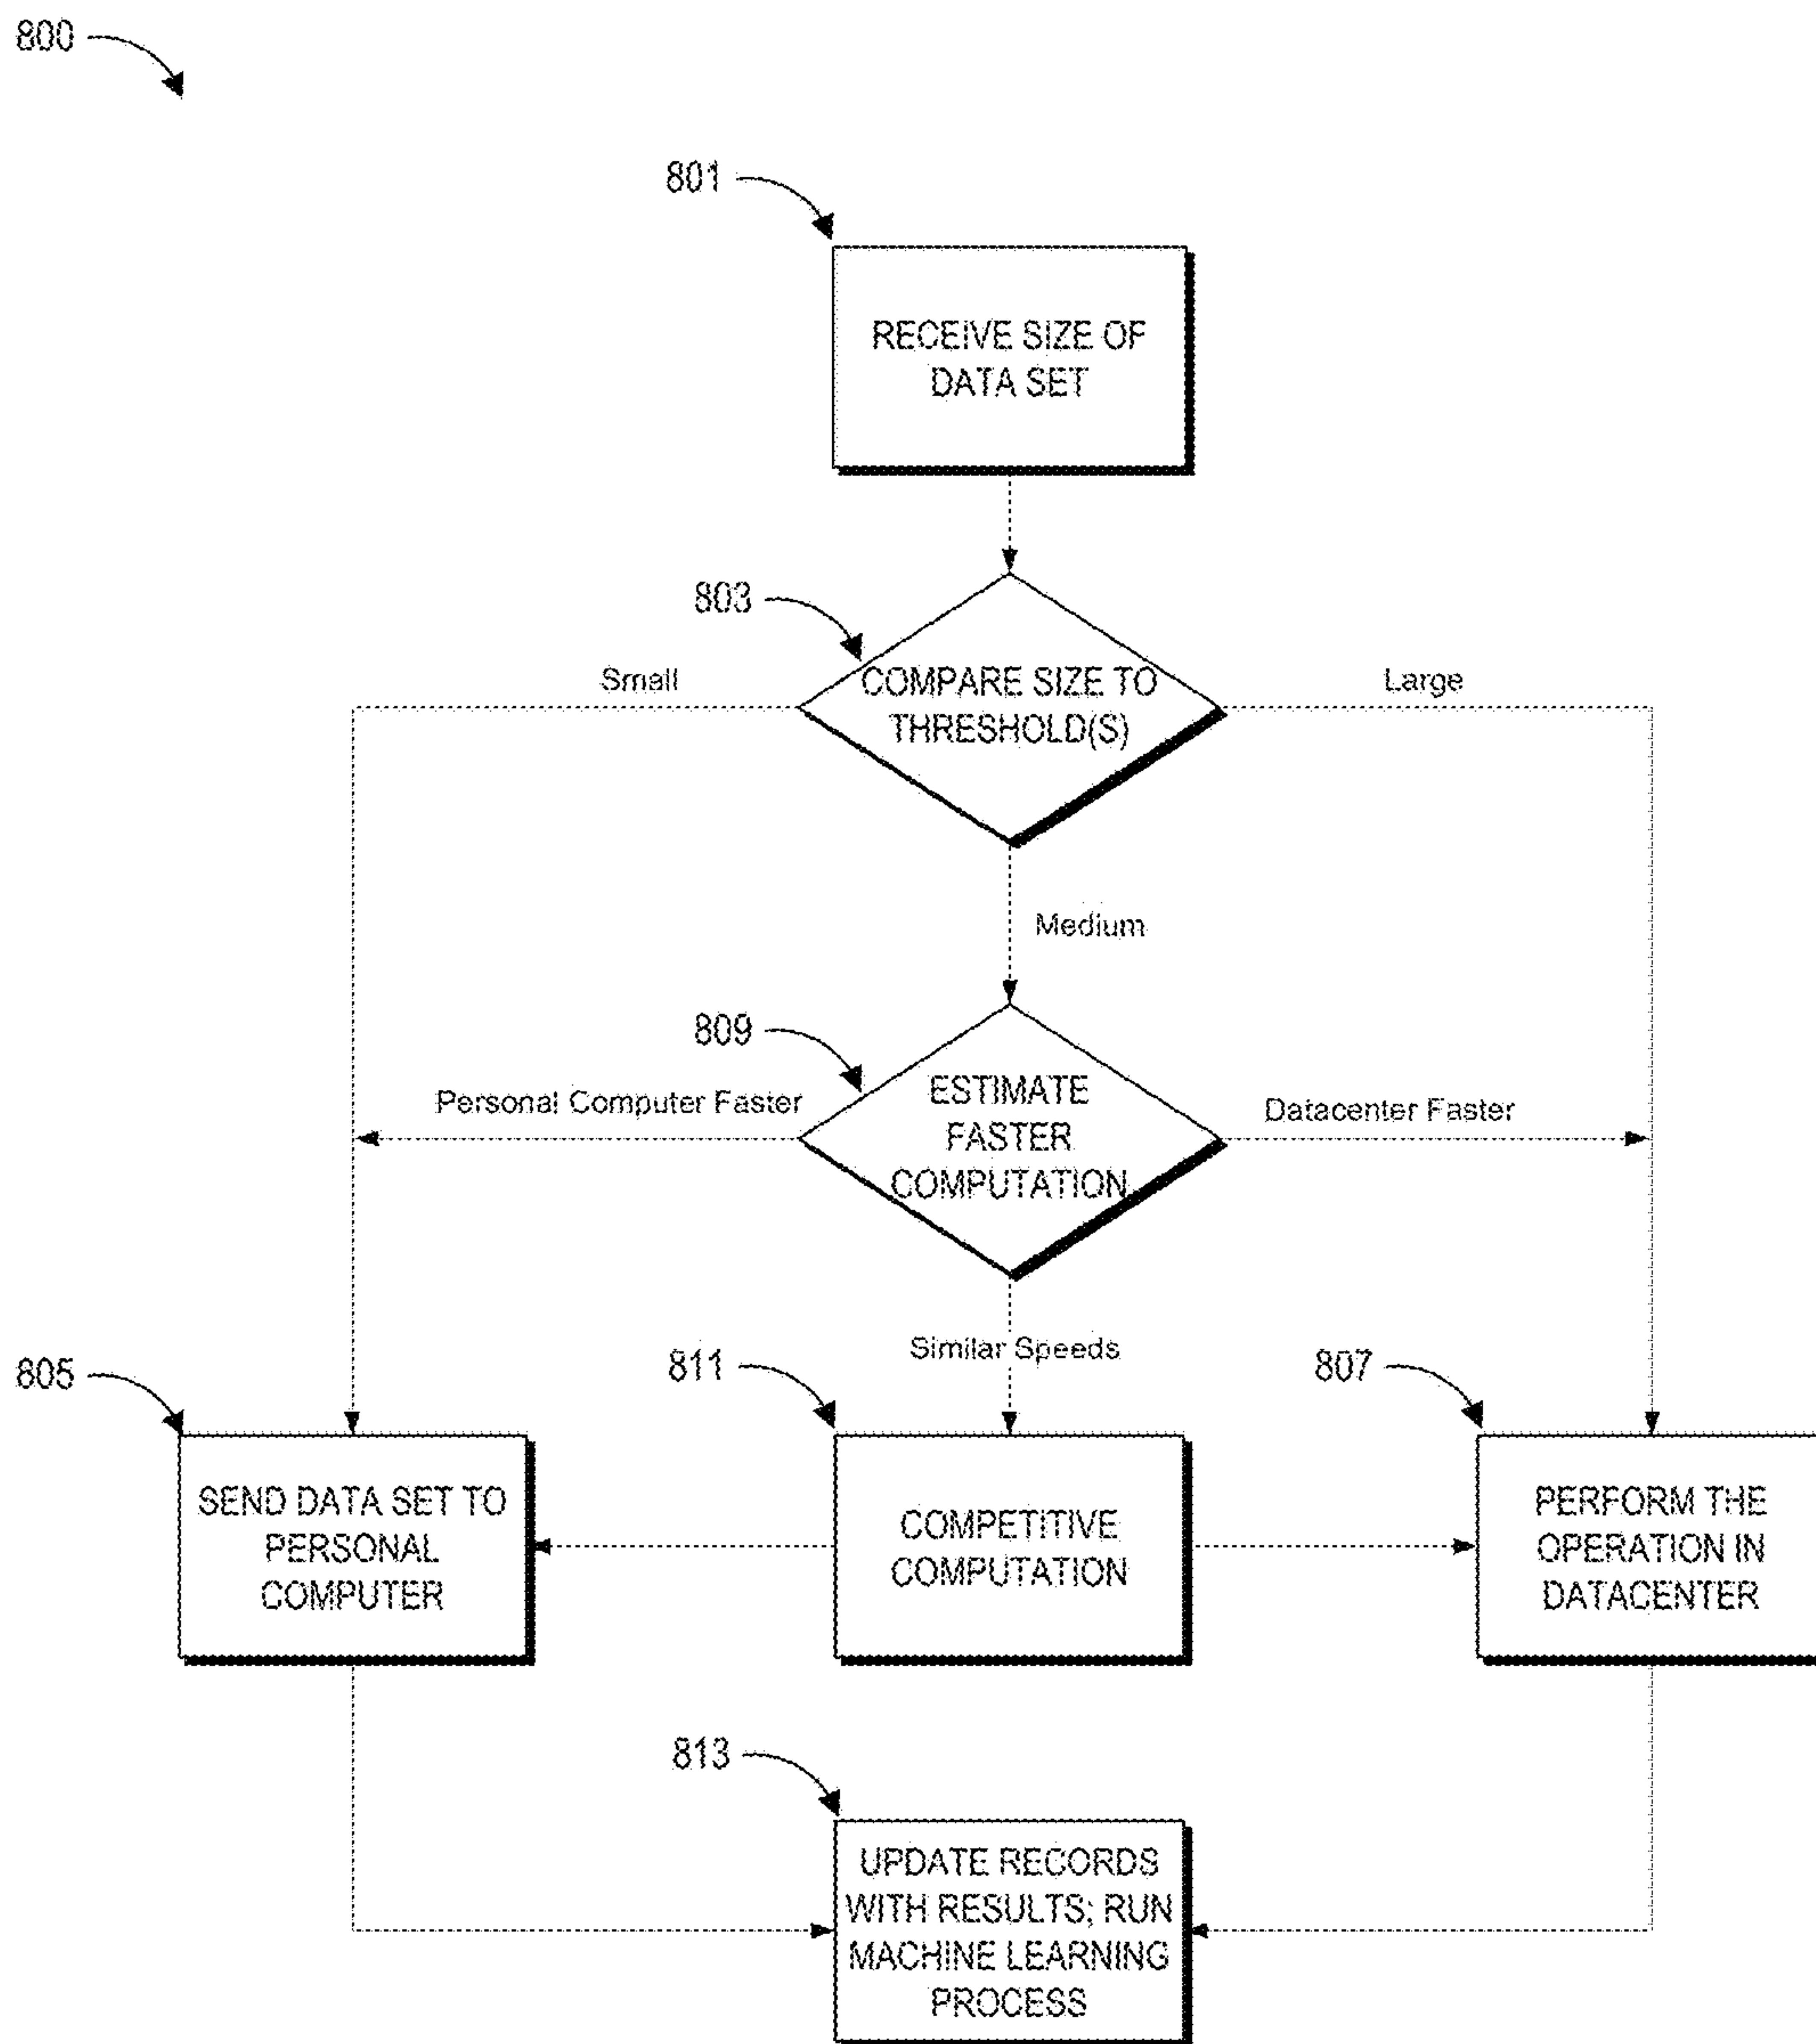 800
801
RECEIVE SIZE OF
DATA SET
803
COMPARE SIZE TO
THRESHOLD(S)
Small
Large
Medium
809
ESTIMATE
FASTER
COMPUTATION
Personal Computer Faster
Datacenter Faster
Similar Speeds
805
SEND DATA SET TO
PERSONAL
COMPUTER
811
COMPETITIVE
COMPUTATION
807
PERFORM THE
OPERATION IN
DATACENTER
813
UPDATE RECORDS
WITH RESULTS; RUN
MACHINE LEARNING
PROCESS